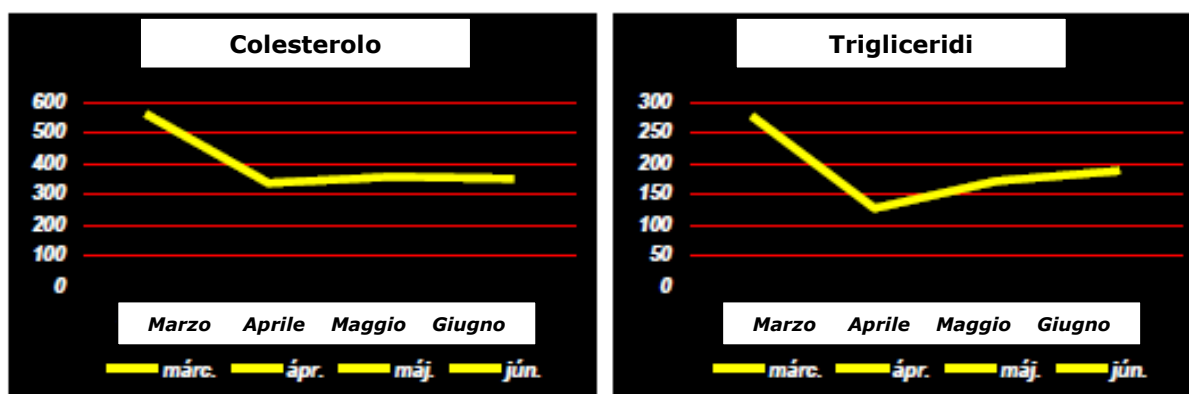 Colesterolo
600
500
400
300
200
100
0
Marzo Aprile Maggio Giugno
márc. ápr. máj. jún.
Trigliceridi
300
250
200
150
100
50
0
Marzo Aprile Maggio Giugno
márc. ápr. máj. jún.